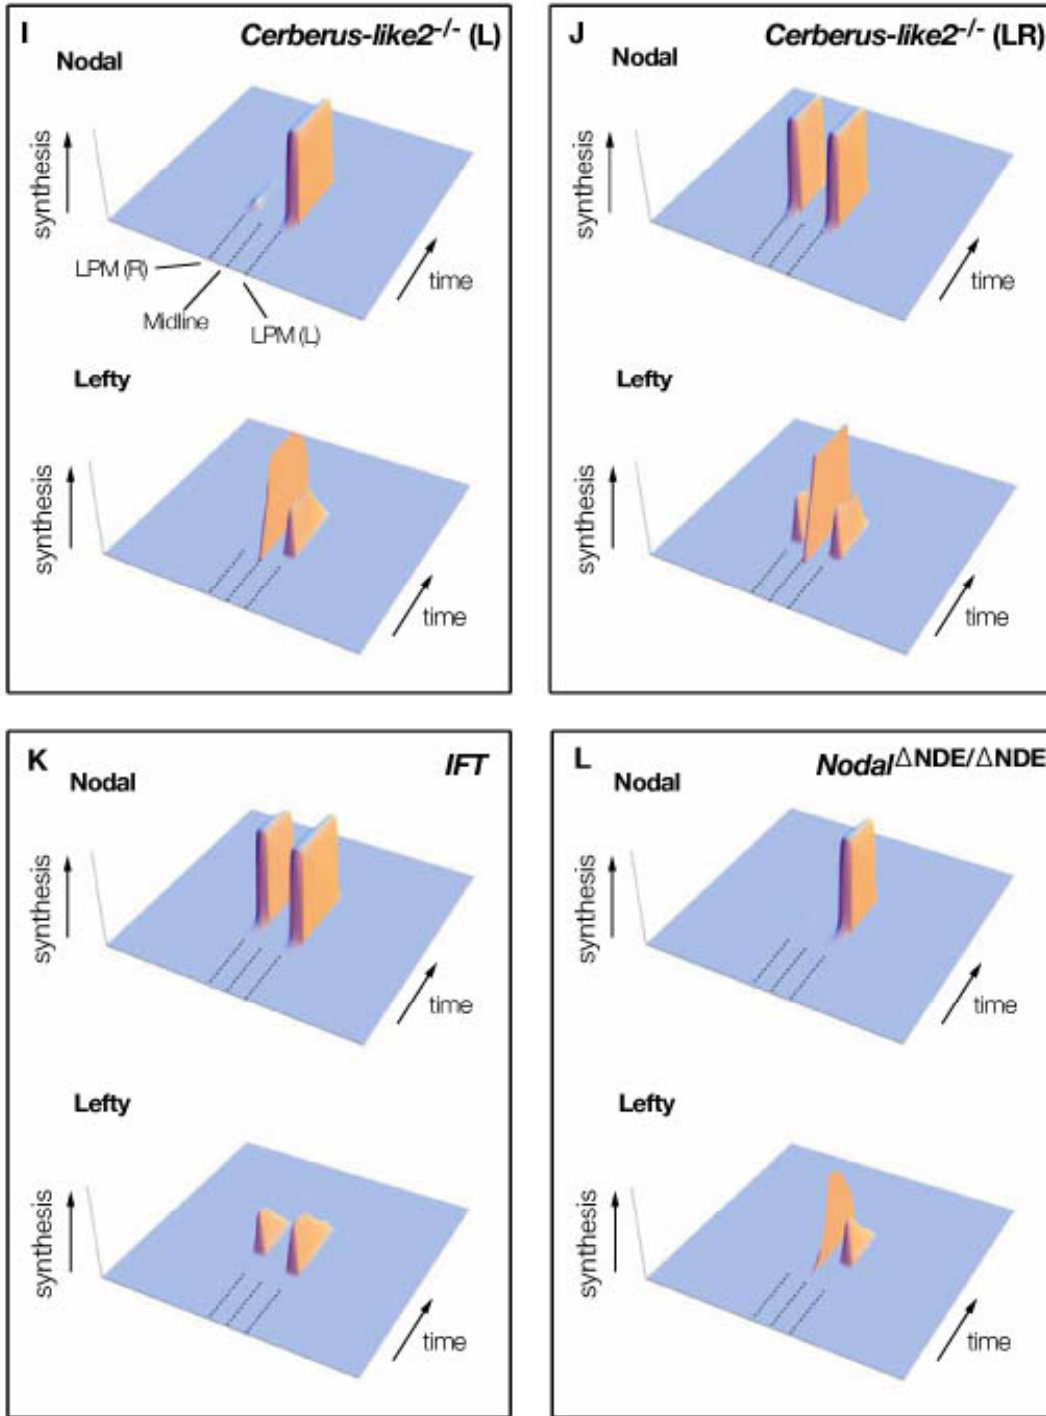 I
Cerberus-like2-/- (L)
Nodal
synthesis
LPM (R)
Midline
LPM (L)
time
Lefty
synthesis
time
J
Cerberus-like2-/- (LR)
Nodal
synthesis
time
Lefty
synthesis
time
K
IFT
Nodal
synthesis
time
Lefty
synthesis
time
L
NodalΔNDE/ΔNDE
Nodal
synthesis
time
Lefty
synthesis
time